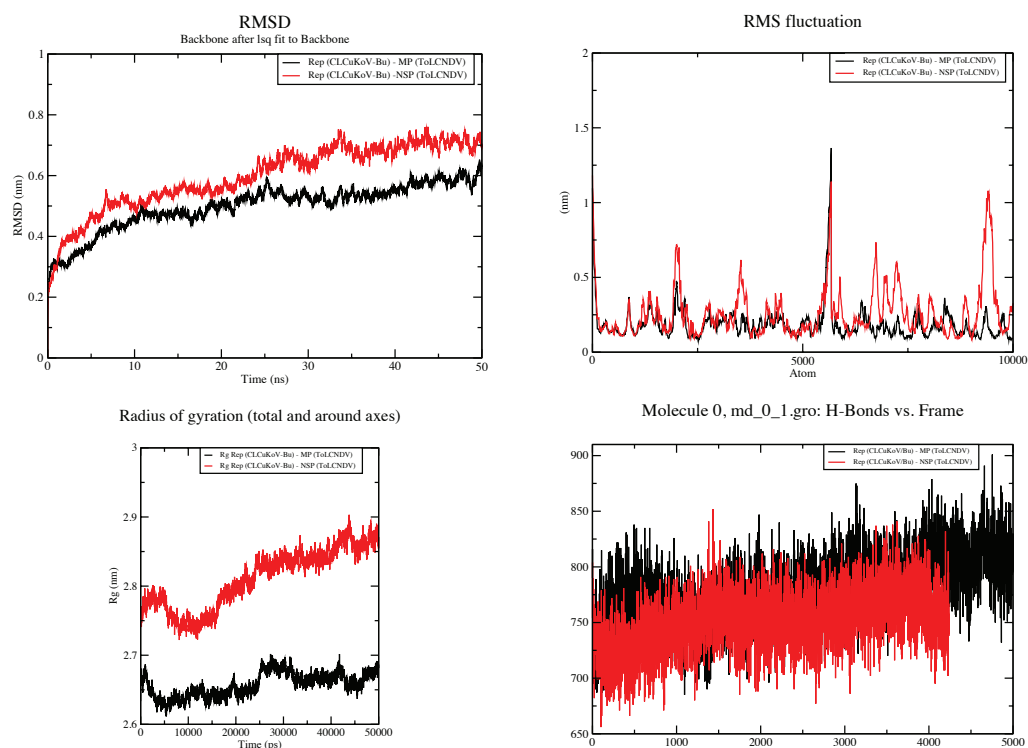 RMSD
Backbone after lsq fit to Backbone
1
0.8
0.6
0.4
0.2
0
RMSD (nm)
Rep (CLCuKoV-Bu) - MP (ToLCNDV)
Rep (CLCuKoV-Bu) -NSP (ToLCNDV)
0 10 20 30 40 50
Time (ns)
RMS fluctuation
2
1.5
1
0.5
0
(nm)
Rep (CLCuKoV-Bu) - MP (ToLCNDV)
Rep (CLCuKoV-Bu) - NSP (ToLCNDV)
0 5000 10000
Atom
Radius of gyration (total and around axes)
3
2.9
2.8
2.7
2.6
Rg (nm)
Rg Rep (CLCuKoV-Bu) - MP (ToLCNDV)
Rg Rep (CLCuKoV-Bu) - NSP (ToLCNDV)
0 10000 20000 30000 40000 50000
Time (ps)
Molecule 0, md_0_1.gro: H-Bonds vs. Frame
900
850
800
750
700
650
Rep (CLCuKoV/Bu) - MP (ToLCNDV)
Rep (CLCuKoV/Bu) - NSP (ToLCNDV)
0 1000 2000 3000 4000 5000